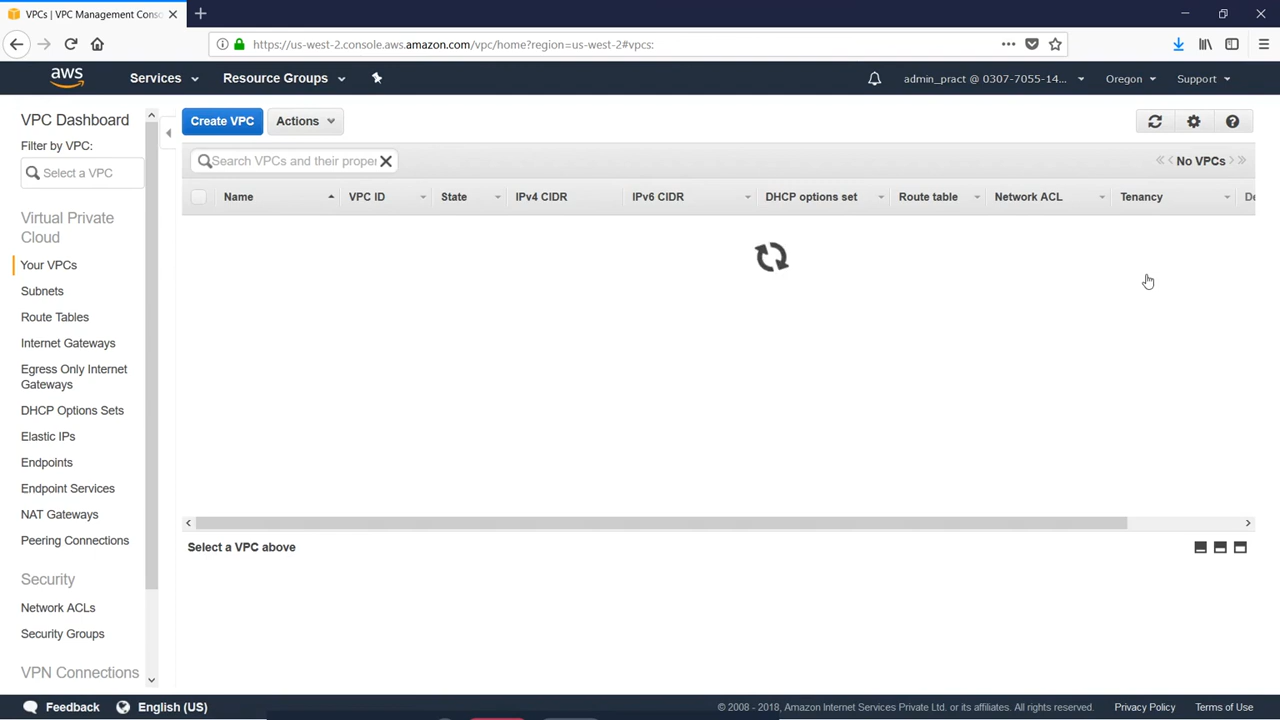 VPCs | VPC Management Conso
https://us-west-2.console.aws.amazon.com/vpc/home?region=us-west-2#vpcs:
aws
Services
Resource Groups
admin_pract @ 0307-7055-14...
Oregon
Support
VPC Dashboard
Filter by VPC:
Select a VPC
Virtual Private
Cloud
Your VPCs
Subnets
Route Tables
Internet Gateways
Egress Only Internet
Gateways
DHCP Options Sets
Elastic IPs
Endpoints
Endpoint Services
NAT Gateways
Peering Connections
Security
Network ACLs
Security Groups
VPN Connections
Create VPC
Actions
Search VPCs and their proper
No VPCs
Name
VPC ID
State
IPv4 CIDR
IPv6 CIDR
DHCP options set
Route table
Network ACL
Tenancy
De
Select a VPC above
Feedback
English (US)
© 2008 - 2018, Amazon Internet Services Private Ltd. or its affiliates. All rights reserved.
Privacy Policy
Terms of Use